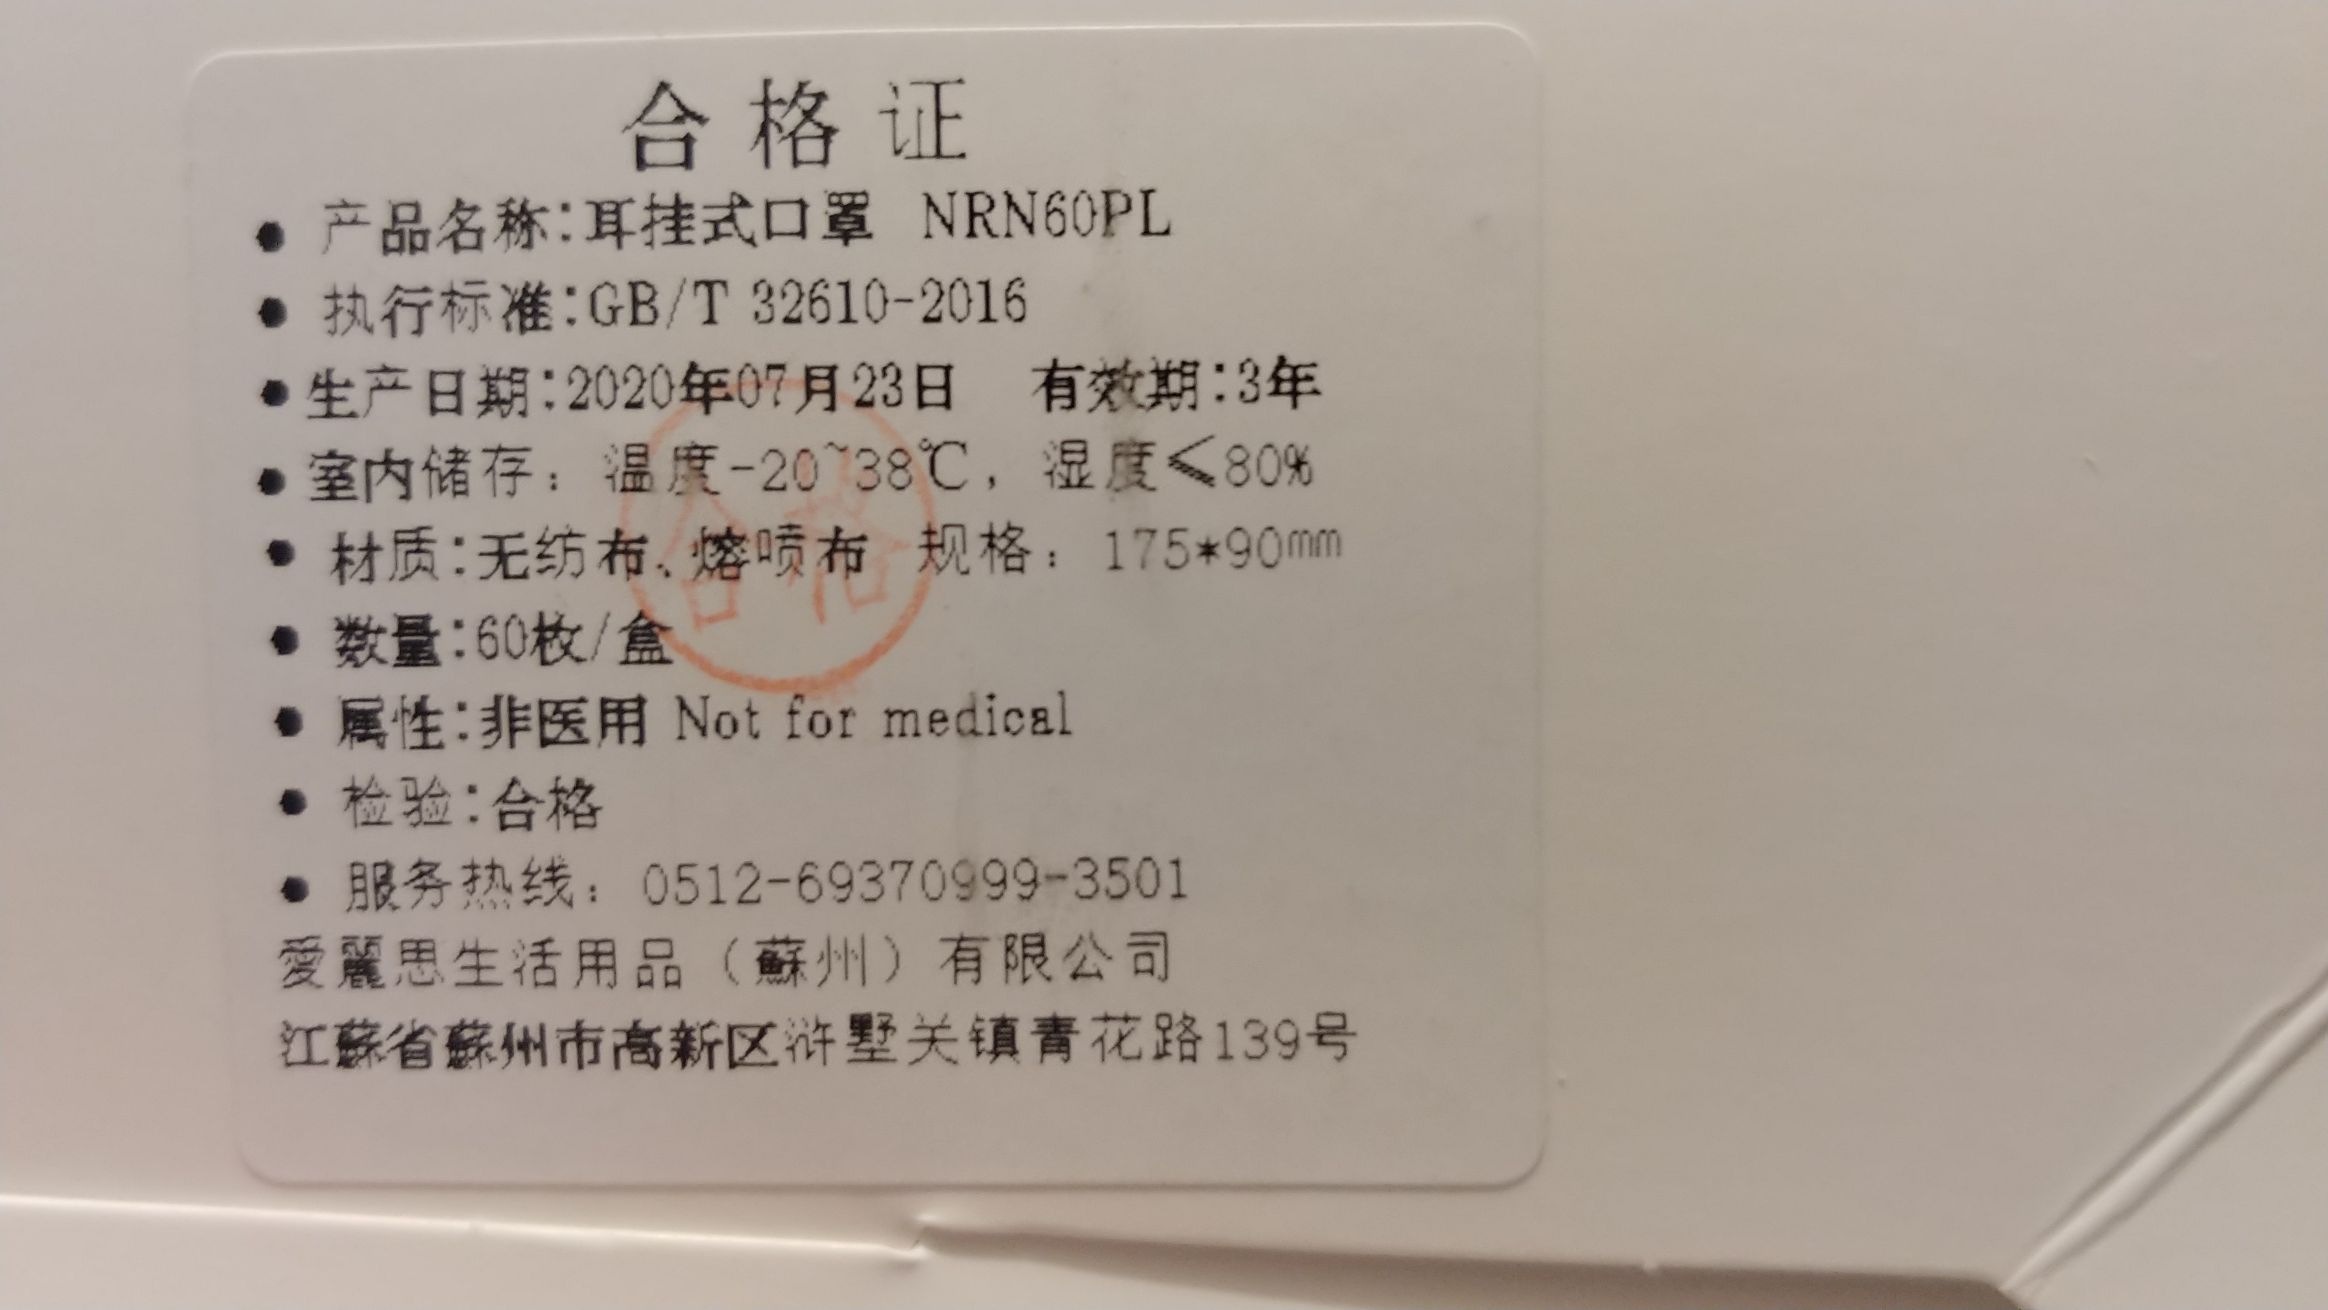 合格证
● 产品名称:耳挂式口罩 NRN60PL
● 执行标准:GB/T 32610-2016
● 生产日期:2020年07月23日 有效期:3年
● 室内储存：温度-20~38℃，湿度≤80%
● 材质:无纺布、熔喷布 规格：175*90mm
合格
● 数量:60枚/盒
● 属性:非医用 Not for medical
● 检验:合格
● 服务热线：0512-69370999-3501
愛麗思生活用品（蘇州）有限公司
江蘇省蘇州市高新区浒墅关镇青花路139号